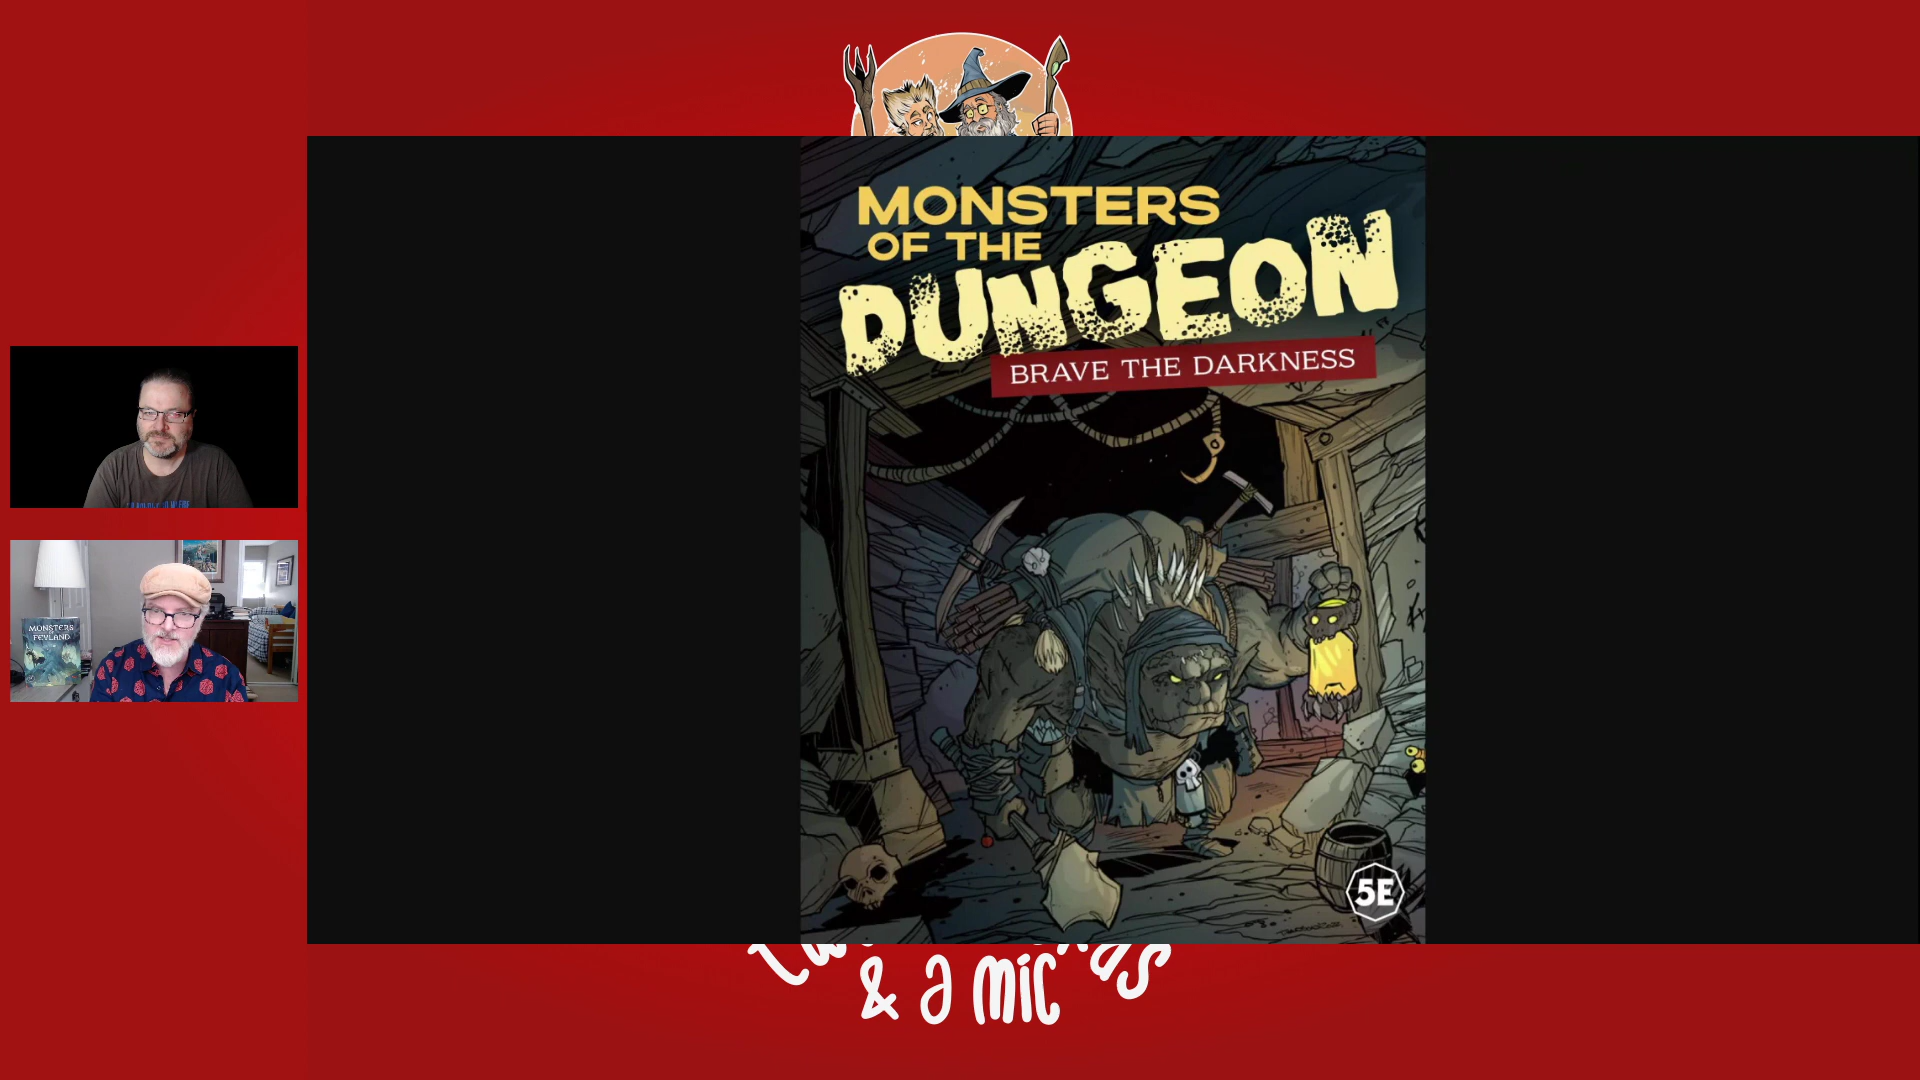 MONSTERS
OF THE
DUNGEON
BRAVE THE DARKNESS
MONSTERS
FEYLAND
5E
& a mic